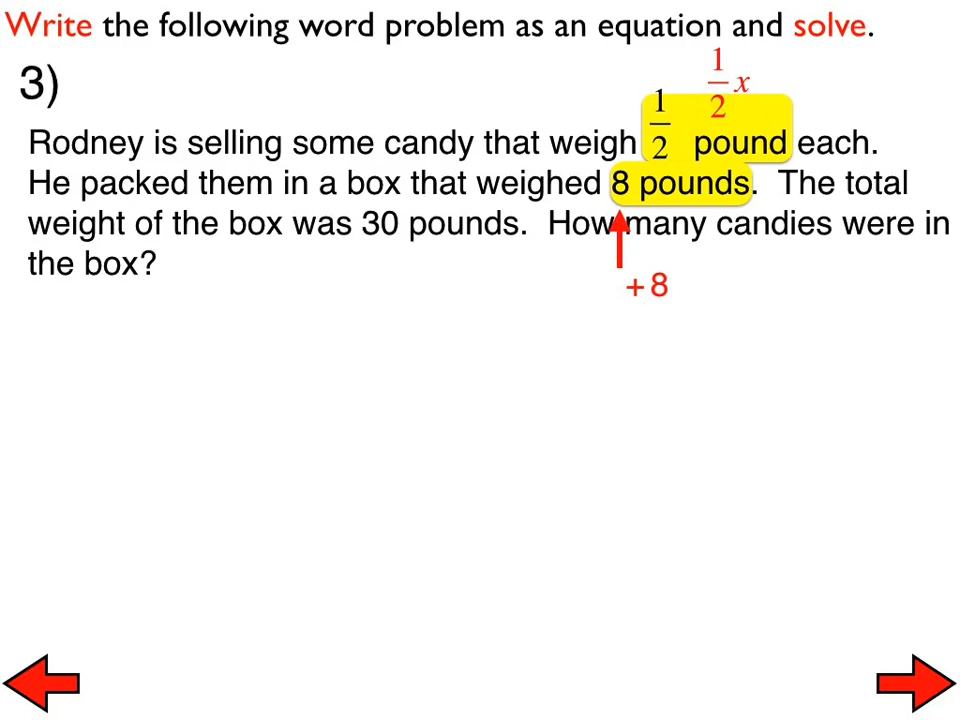 Write the following word problem as an equation and solve.
3)
1/2 x
Rodney is selling some candy that weigh 1/2 pound each.
He packed them in a box that weighed 8 pounds. The total
weight of the box was 30 pounds. How many candies were in
the box?
+8